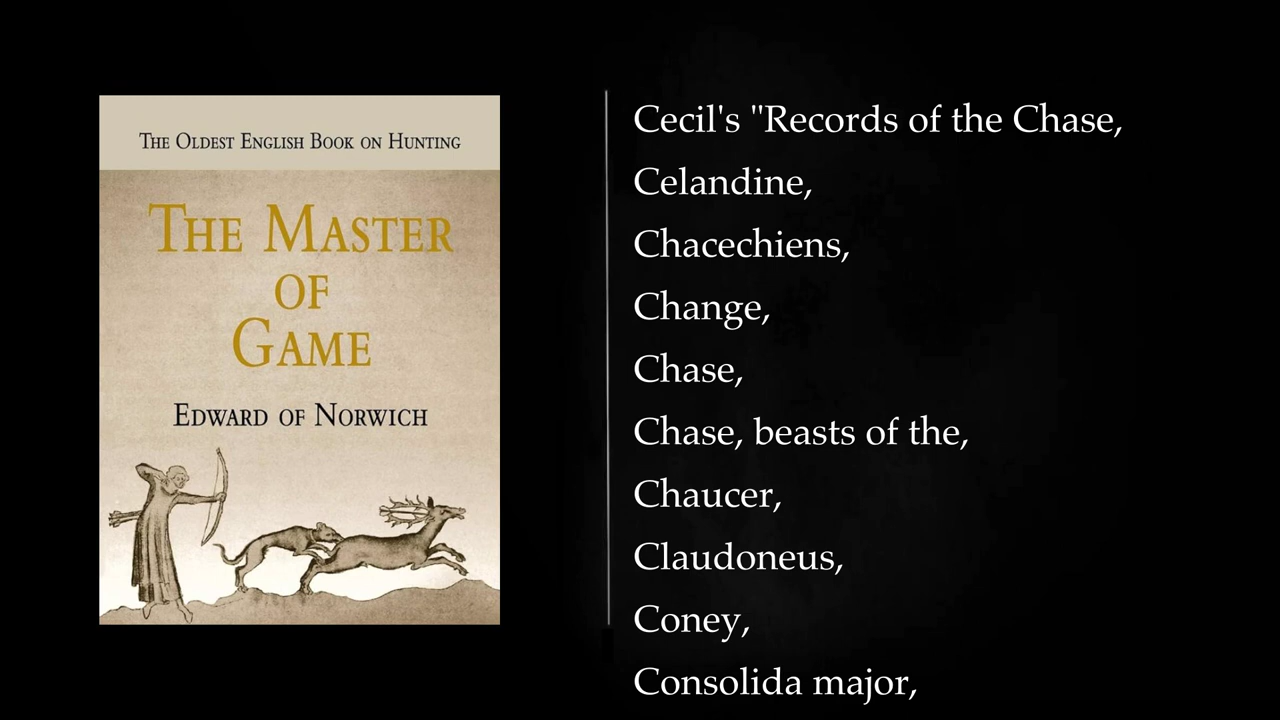 The Oldest English Book on Hunting
The Master
of
Game
Edward of Norwich
Cecil's "Records of the Chase,
Celandine,
Chacechiens,
Change,
Chase,
Chase, beasts of the,
Chaucer,
Claudoneus,
Coney,
Consolida major,